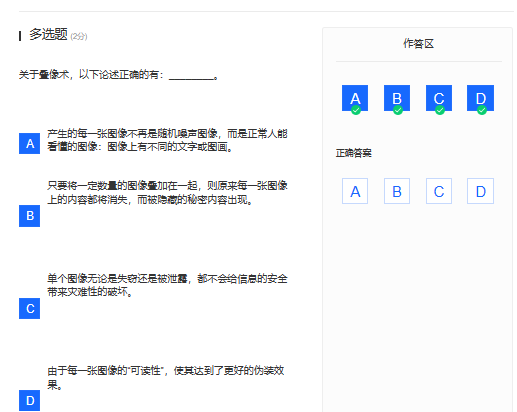 多选题 (2分)
作答区
关于叠像术，以下论述正确的有：________。
A B C D
A
产生的每一张图像不再是随机噪声图像，而是正常人能
看懂的图像：图像上有不同的文字或图画。
正确答案
A B C D
B
只要将一定数量的图像叠加在一起，则原来每一张图像
上的内容都将消失，而被隐藏的秘密内容出现。
C
单个图像无论是失窃还是被泄露，都不会给信息的安全
带来灾难性的破坏。
D
由于每一张图像的“可读性”，使其达到了更好的伪装效
果。